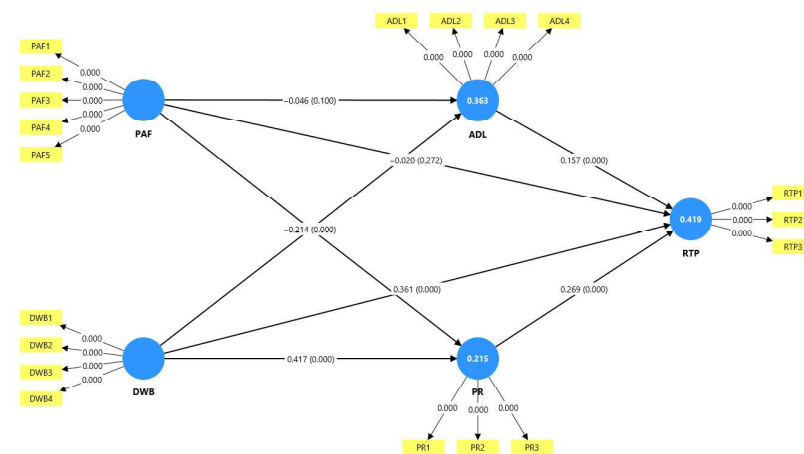 ADL1
ADL2
ADL3
ADL4
PAF1
PAF2
PAF3
PAF4
PAF5
0.000
0.000
0.000
0.000
0.000
0.000
0.000
0.000
0.000
PAF
−0.046 (0.100)
0.363
ADL
−0.020 (0.272)
0.157 (0.000)
−0.214 (0.000)
0.419
RTP
0.000
0.000
0.000
RTP1
RTP2
RTP3
0.361 (0.000)
0.269 (0.000)
DWB1
DWB2
DWB3
DWB4
0.000
0.000
0.000
0.000
DWB
0.417 (0.000)
0.215
PR
0.000
0.000
0.000
PR1
PR2
PR3